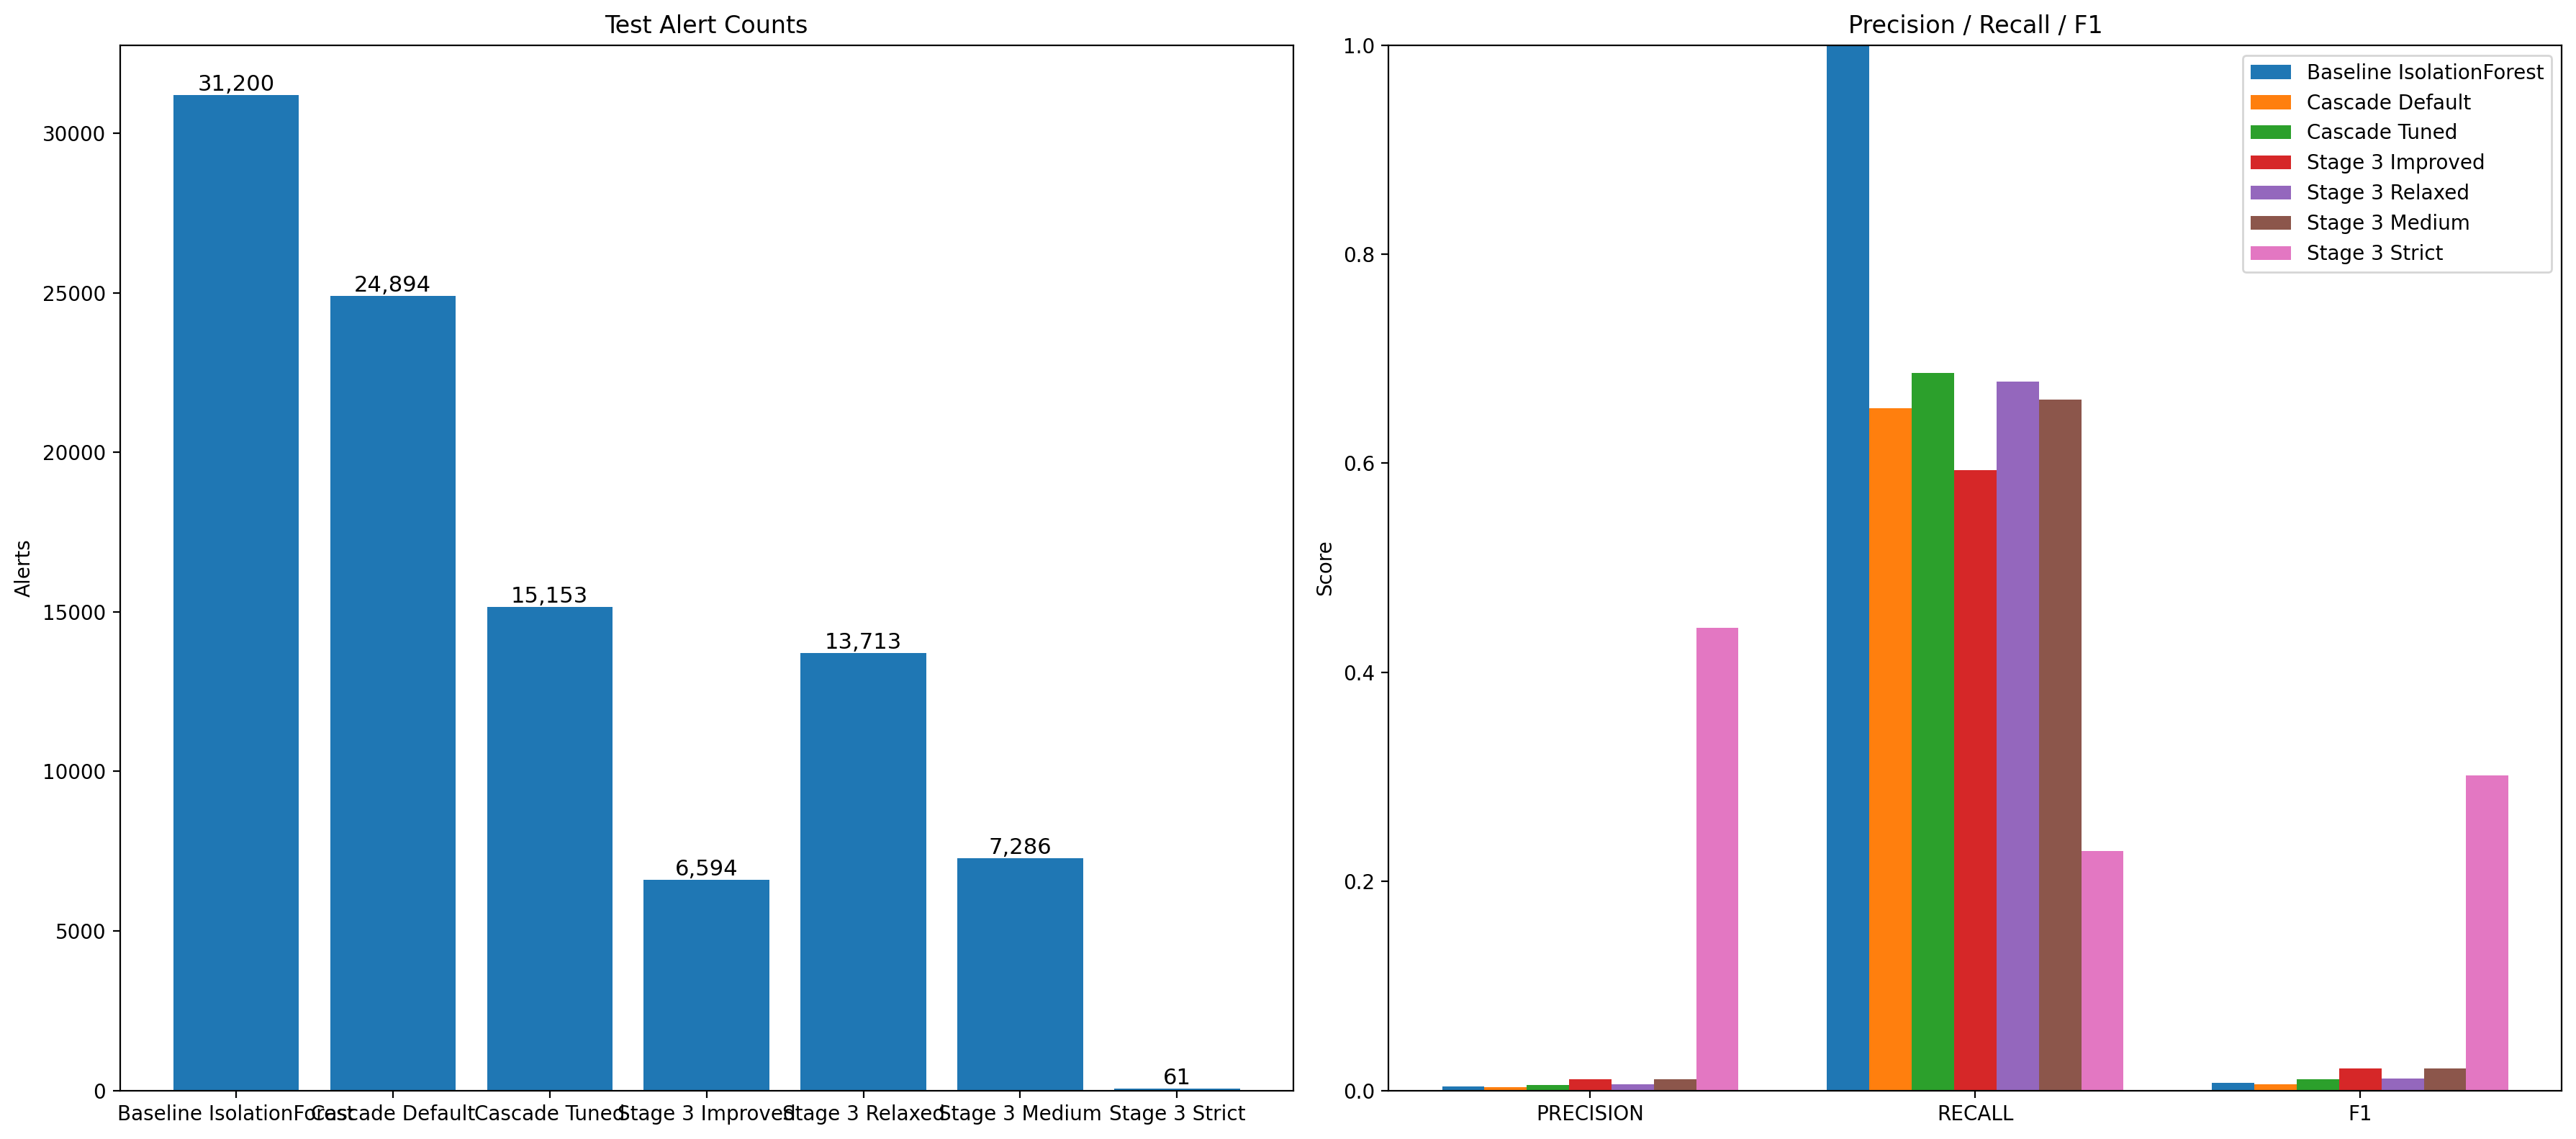 Test Alert Counts
31,200
24,894
15,153
6,594
13,713
7,286
61
30000
25000
20000
15000
10000
5000
0
Alerts
Baseline IsolationForest
Cascade Default
Cascade Tuned
Stage 3 Improved
Stage 3 Relaxed
Stage 3 Medium
Stage 3 Strict
Precision / Recall / F1
1.0
0.8
0.6
0.4
0.2
0.0
Score
Baseline IsolationForest
Cascade Default
Cascade Tuned
Stage 3 Improved
Stage 3 Relaxed
Stage 3 Medium
Stage 3 Strict
PRECISION
RECALL
F1